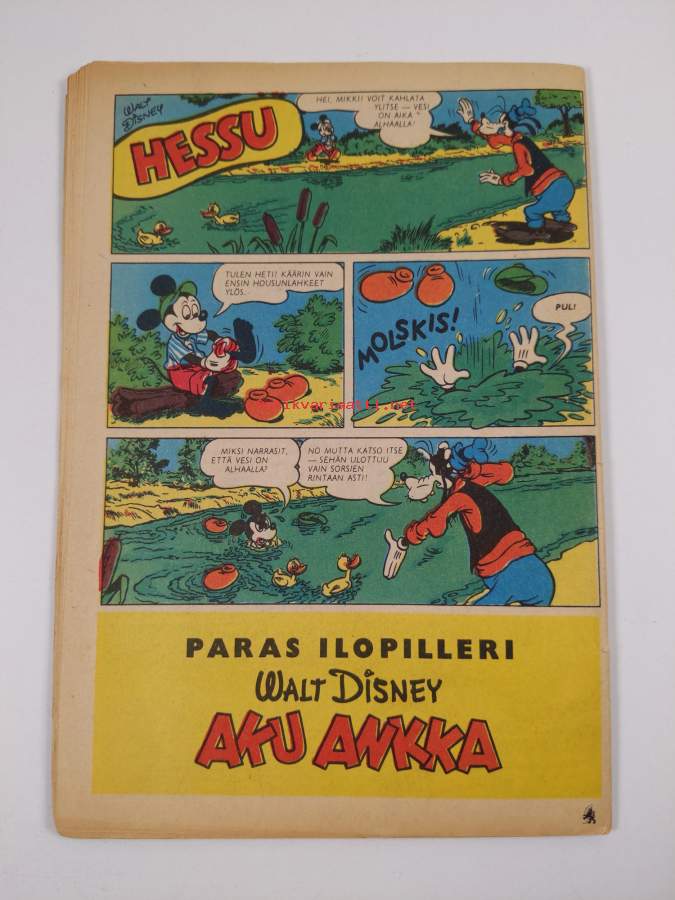 WALT
DISNEY
HESSU
HEI, MIKKI! VOIT KAHLATA
YLITSE — VESI
ON AIKA
ALHAALLA!
TULEN HETI! KÄÄRIN VAIN
ENSIN HOUSUNLAHKEET
YLÖS.
MOLSKIS!
PUL!
MIKSI NARRASIT,
ETTÄ VESI ON
ALHAALLA?
NO MUTTA KATSO ITSE
— SEHÄN ULOTTUU
VAIN SORSIEN
RINTAAN ASTI!
ikvarimatti.net
PARAS ILOPILLERI
WALT DISNEY
AKU ANKKA